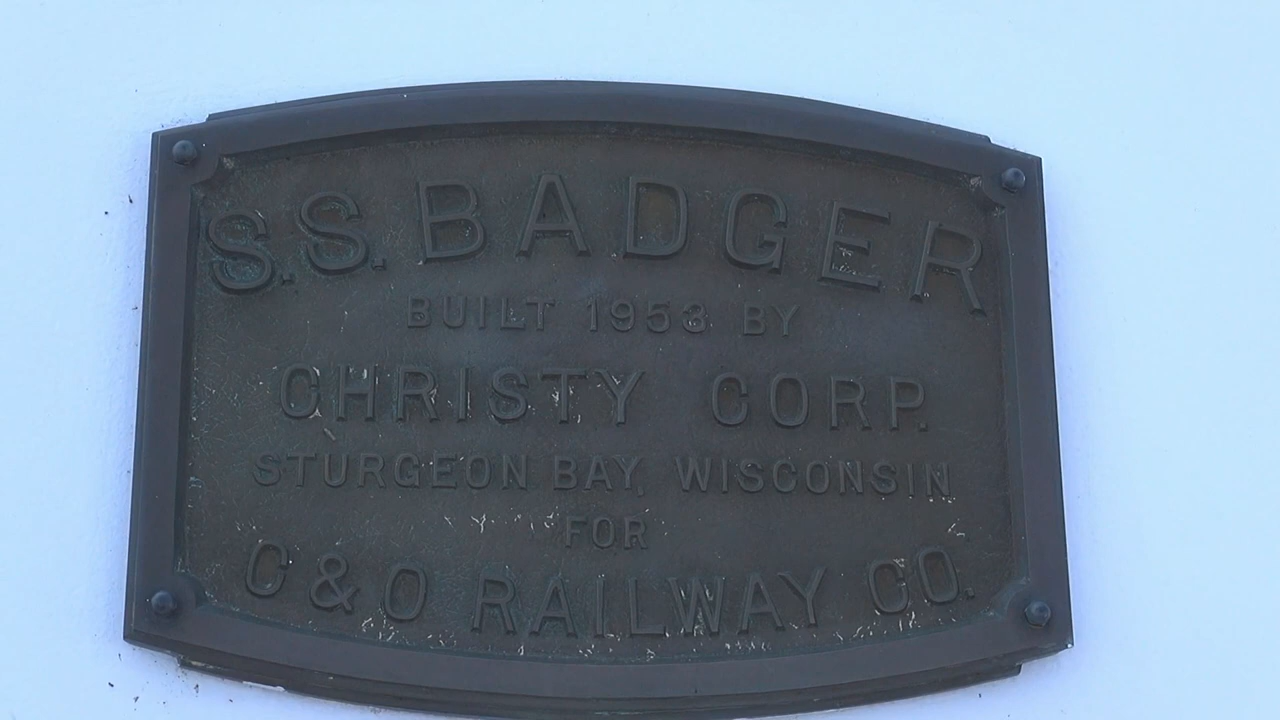 S.S. BADGER
BUILT 1953 BY
CHRISTY CORP.
STURGEON BAY, WISCONSIN
FOR
C & O RAILWAY CO.